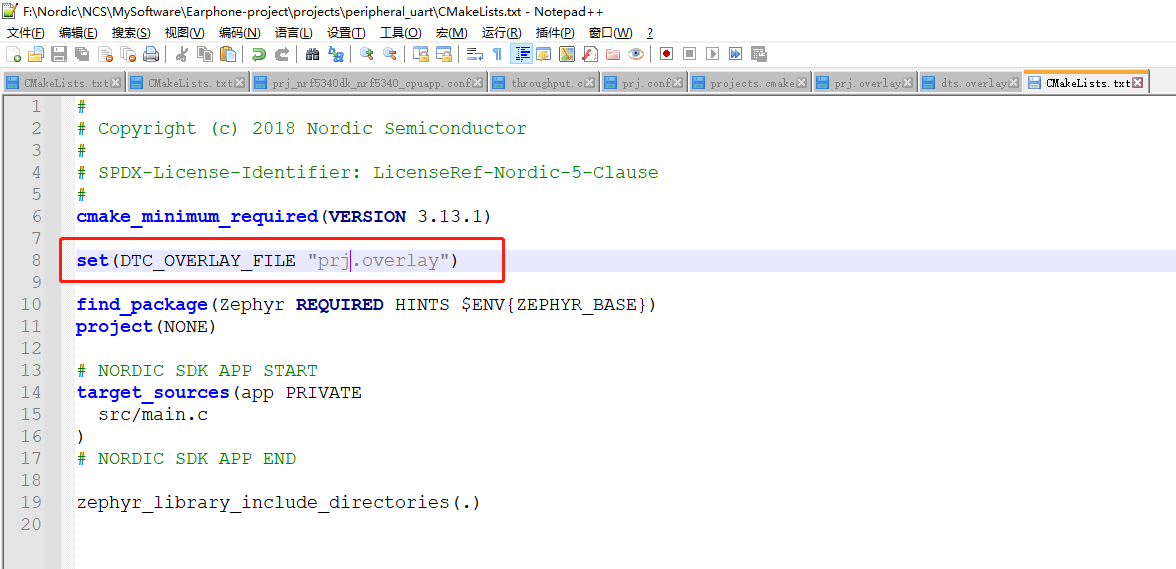 F:\Nordic\NCS\MySoftware\Earphone-project\projects\peripheral_uart\CMakeLists.txt - Notepad++
文件(F) 编辑(E) 搜索(S) 视图(V) 编码(N) 语言(L) 设置(T) 工具(O) 宏(M) 运行(R) 插件(P) 窗口(W) ?
CMakeLists.txt CMakeLists.txt prj_nrf5340dk_nrf5340_cpuapp.conf throughput.c prj.conf projects.cmake prj.overlay dts.overlay CMakeLists.txt
1 #
2 # Copyright (c) 2018 Nordic Semiconductor
3 #
4 # SPDX-License-Identifier: LicenseRef-Nordic-5-Clause
5 #
6 cmake_minimum_required(VERSION 3.13.1)
7
8 set(DTC_OVERLAY_FILE "prj.overlay")
9
10 find_package(Zephyr REQUIRED HINTS $ENV{ZEPHYR_BASE})
11 project(NONE)
12
13 # NORDIC SDK APP START
14 target_sources(app PRIVATE
15 src/main.c
16 )
17 # NORDIC SDK APP END
18
19 zephyr_library_include_directories(.)
20